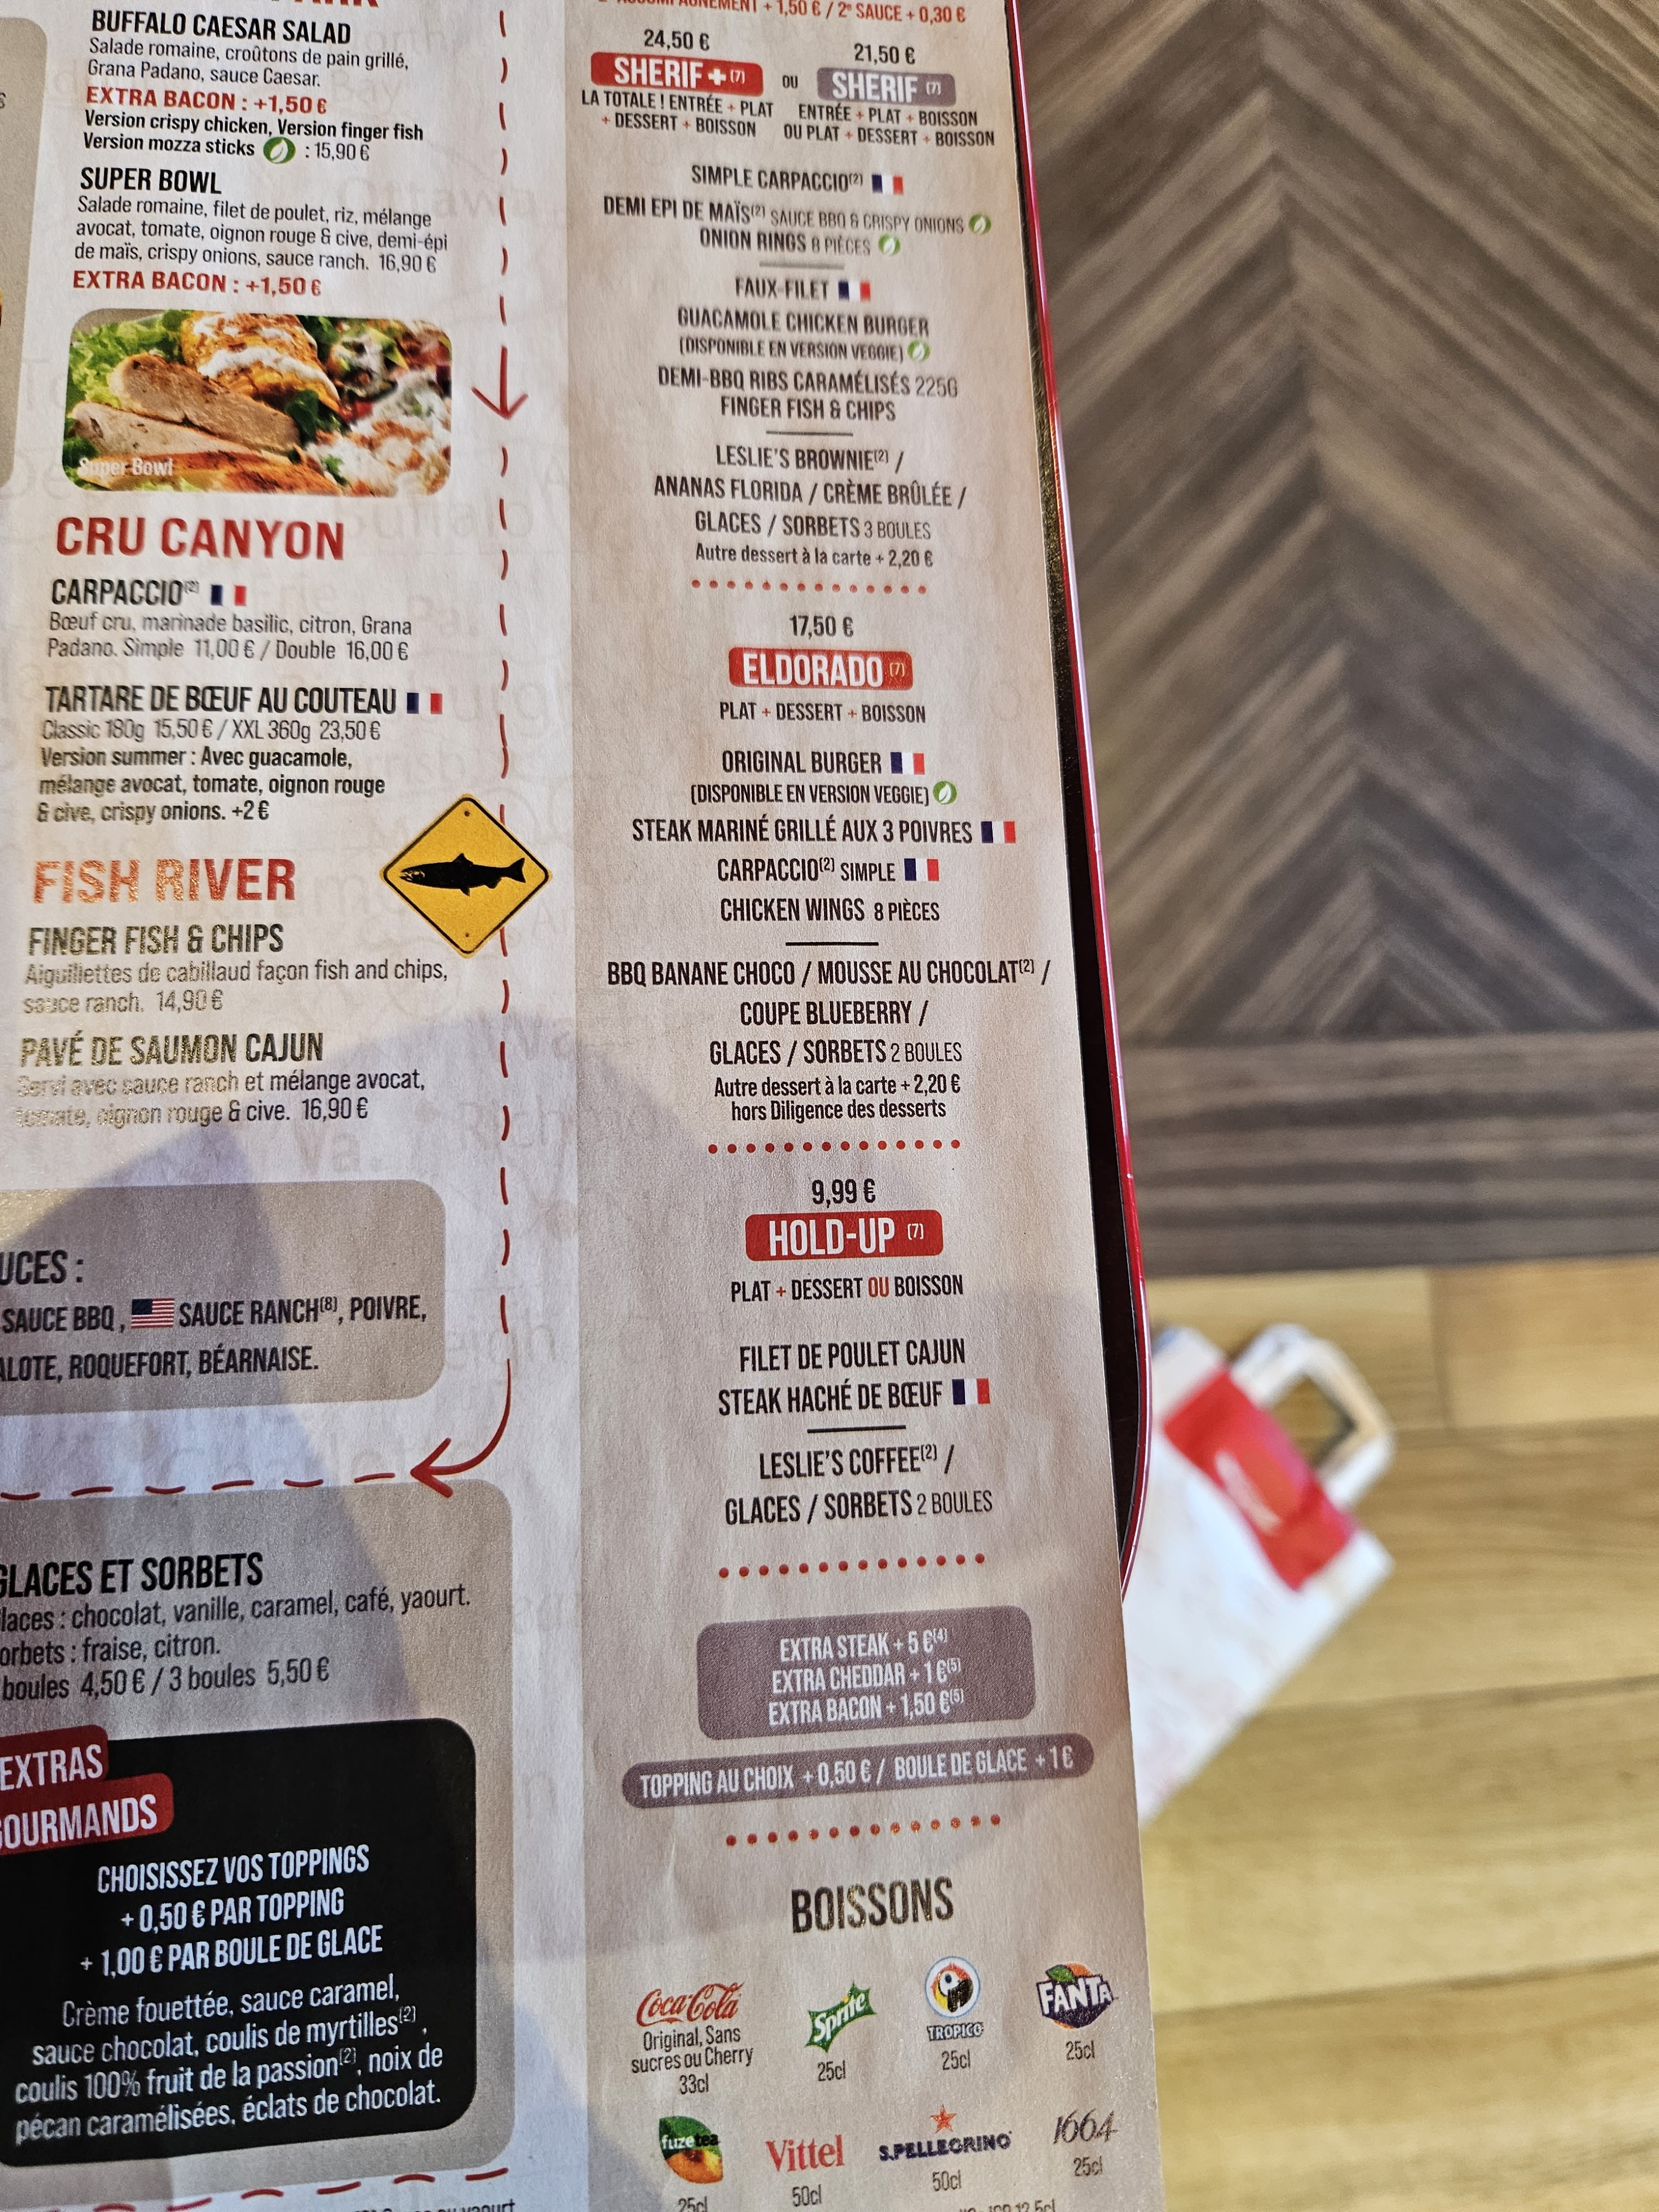 BUFFALO CAESAR SALAD
Salade romaine, croûtons de pain grillé,
Grana Padano, sauce Caesar.
EXTRA BACON : +1,50 €
Version crispy chicken, Version finger fish
Version mozza sticks : 15,90 €
SUPER BOWL
Salade romaine, filet de poulet, riz, mélange
avocat, tomate, oignon rouge & cive, demi-épi
de maïs, crispy onions, sauce ranch. 16,90 €
EXTRA BACON : +1,50 €
Super Bowl
CRU CANYON
CARPACCIO(2)
Bœuf cru, marinade basilic, citron, Grana
Padano. Simple 11,00 € / Double 16,00 €
TARTARE DE BŒUF AU COUTEAU
Classic 180g 15,50 € / XXL 360g 23,50 €
Version summer : Avec guacamole,
mélange avocat, tomate, oignon rouge
& cive, crispy onions. +2 €
FISH RIVER
FINGER FISH & CHIPS
Aiguillettes de cabillaud façon fish and chips,
sauce ranch. 14,90 €
PAVÉ DE SAUMON CAJUN
Servi avec sauce ranch et mélange avocat,
tomate, oignon rouge & cive. 16,90 €
UCES :
SAUCE BBQ, SAUCE RANCH(8), POIVRE,
ALOTE, ROQUEFORT, BÉARNAISE.
GLACES ET SORBETS
laces : chocolat, vanille, caramel, café, yaourt.
orbets : fraise, citron.
boules 4,50 € / 3 boules 5,50 €
EXTRAS
GOURMANDS
CHOISISSEZ VOS TOPPINGS
+ 0,50 € PAR TOPPING
+ 1,00 € PAR BOULE DE GLACE
Crème fouettée, sauce caramel,
sauce chocolat, coulis de myrtilles(2),
coulis 100% fruit de la passion(2), noix de
pécan caramélisées, éclats de chocolat.
+ 1,50 € / 2e SAUCE + 0,30 €
24,50 €
SHERIF+(7)
LA TOTALE ! ENTRÉE + PLAT
+ DESSERT + BOISSON
OU
21,50 €
SHERIF (7)
ENTRÉE + PLAT + BOISSON
OU PLAT + DESSERT + BOISSON
SIMPLE CARPACCIO(2)
DEMI EPI DE MAÏS(2) SAUCE BBQ & CRISPY ONIONS
ONION RINGS 8 PIÈCES
FAUX-FILET
GUACAMOLE CHICKEN BURGER
(DISPONIBLE EN VERSION VEGGIE)
DEMI-BBQ RIBS CARAMÉLISÉS 225G
FINGER FISH & CHIPS
LESLIE'S BROWNIE(2) /
ANANAS FLORIDA / CRÈME BRÛLÉE /
GLACES / SORBETS 3 BOULES
Autre dessert à la carte + 2,20 €
17,50 €
ELDORADO (7)
PLAT + DESSERT + BOISSON
ORIGINAL BURGER
(DISPONIBLE EN VERSION VEGGIE)
STEAK MARINÉ GRILLÉ AUX 3 POIVRES
CARPACCIO(2) SIMPLE
CHICKEN WINGS 8 PIÈCES
BBQ BANANE CHOCO / MOUSSE AU CHOCOLAT(2) /
COUPE BLUEBERRY /
GLACES / SORBETS 2 BOULES
Autre dessert à la carte + 2,20 €
hors Diligence des desserts
9,99 €
HOLD-UP (7)
PLAT + DESSERT OU BOISSON
FILET DE POULET CAJUN
STEAK HACHÉ DE BŒUF
LESLIE'S COFFEE(2) /
GLACES / SORBETS 2 BOULES
EXTRA STEAK + 5 €(4)
EXTRA CHEDDAR + 1 €(5)
EXTRA BACON + 1,50 €(5)
TOPPING AU CHOIX + 0,50 € / BOULE DE GLACE + 1 €
BOISSONS
Coca-Cola
Original, Sans
sucres ou Cherry
33cl
Sprite
25cl
TROPICO
25cl
FANTA
25cl
fuzetea
25cl
Vittel
50cl
S.PELLEGRINO
50cl
1664
25cl